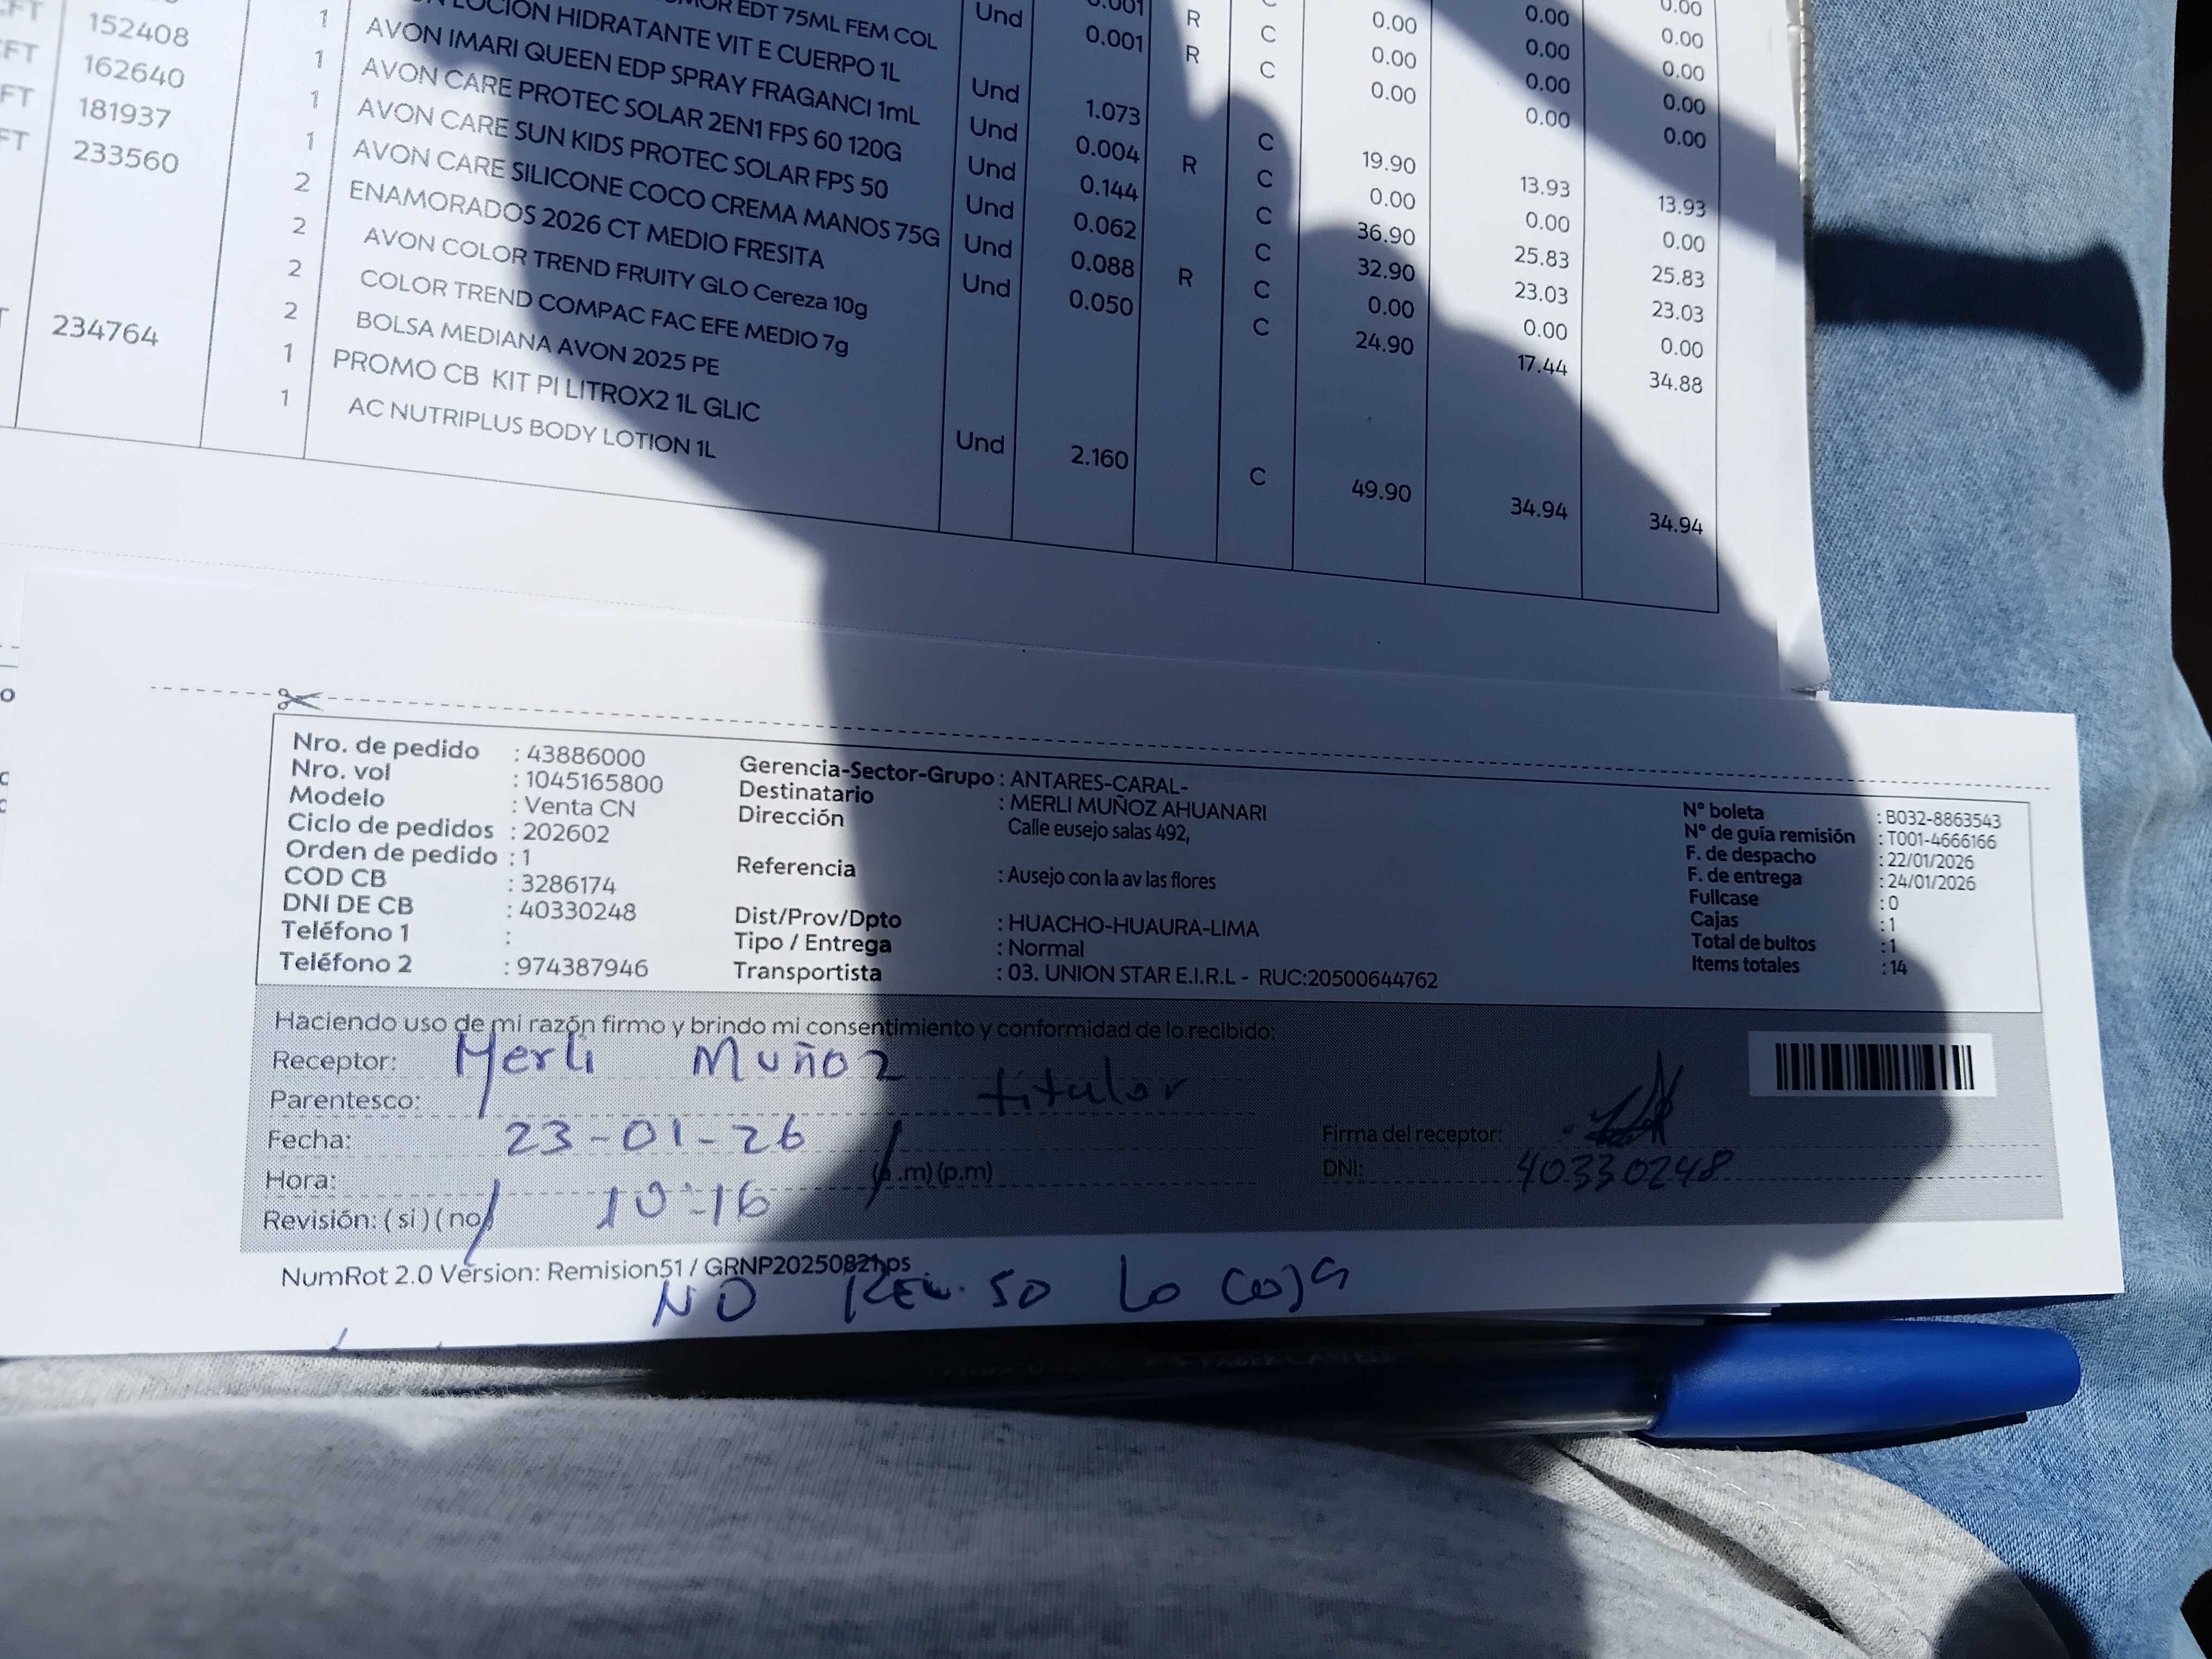 EDT 75ML FEM COL Und
152408 1 LOCION HIDRATANTE VIT E CUERPO 1L 0.001 R C 0.00 0.00 0.00
162640 1 AVON IMARI QUEEN EDP SPRAY FRAGANCI 1mL Und 1.073 C 19.90 13.93 13.93
181937 1 AVON CARE PROTEC SOLAR 2EN1 FPS 60 120G Und 0.004 R C 0.00 0.00 0.00
233560 1 AVON CARE SUN KIDS PROTEC SOLAR FPS 50 Und 0.144 C 36.90 25.83 25.83
2 AVON CARE SILICONE COCO CREMA MANOS 75G Und 0.062 C 32.90 23.03 23.03
2 ENAMORADOS 2026 CT MEDIO FRESITA Und 0.088 R C 0.00 0.00 0.00
2 AVON COLOR TREND FRUITY GLO Cereza 10g Und 0.050 C 24.90 17.44 34.88
2 COLOR TREND COMPAC FAC EFE MEDIO 7g
234764 1 BOLSA MEDIANA AVON 2025 PE
1 PROMO CB KIT PI LITROX2 1L GLIC Und 2.160 C 49.90 34.94 34.94
AC NUTRIPLUS BODY LOTION 1L
Nro. de pedido : 43886000
Nro. vol : 1045165800
Modelo : Venta CN
Ciclo de pedidos : 202602
Orden de pedido : 1
COD CB : 3286174
DNI DE CB : 40330248
Teléfono 1 :
Teléfono 2 : 974387946
Gerencia-Sector-Grupo : ANTARES-CARAL-
Destinatario : MERLI MUÑOZ AHUANARI
Dirección Calle eusejo salas 492,
Referencia : Ausejo con la av las flores
Dist/Prov/Dpto : HUACHO-HUAURA-LIMA
Tipo / Entrega : Normal
Transportista : 03. UNION STAR E.I.R.L - RUC:20500644762
N° boleta : B032-8863543
N° de guía remisión : T001-4666166
F. de despacho : 22/01/2026
F. de entrega : 24/01/2026
Fullcase : 0
Cajas : 1
Total de bultos : 1
Items totales : 14
Haciendo uso de mi razón firmo y brindo mi consentimiento y conformidad de lo recibido:
Receptor: Merli Muñoz
Parentesco: titular
Fecha: 23-01-26
Hora: 10:16 (a.m)(p.m)
Revisión: (si)(no)
Firma del receptor:
DNI: 40330248
NumRot 2.0 Version: Remision51 / GRNP20250821.ps
NO Reviso La Caja